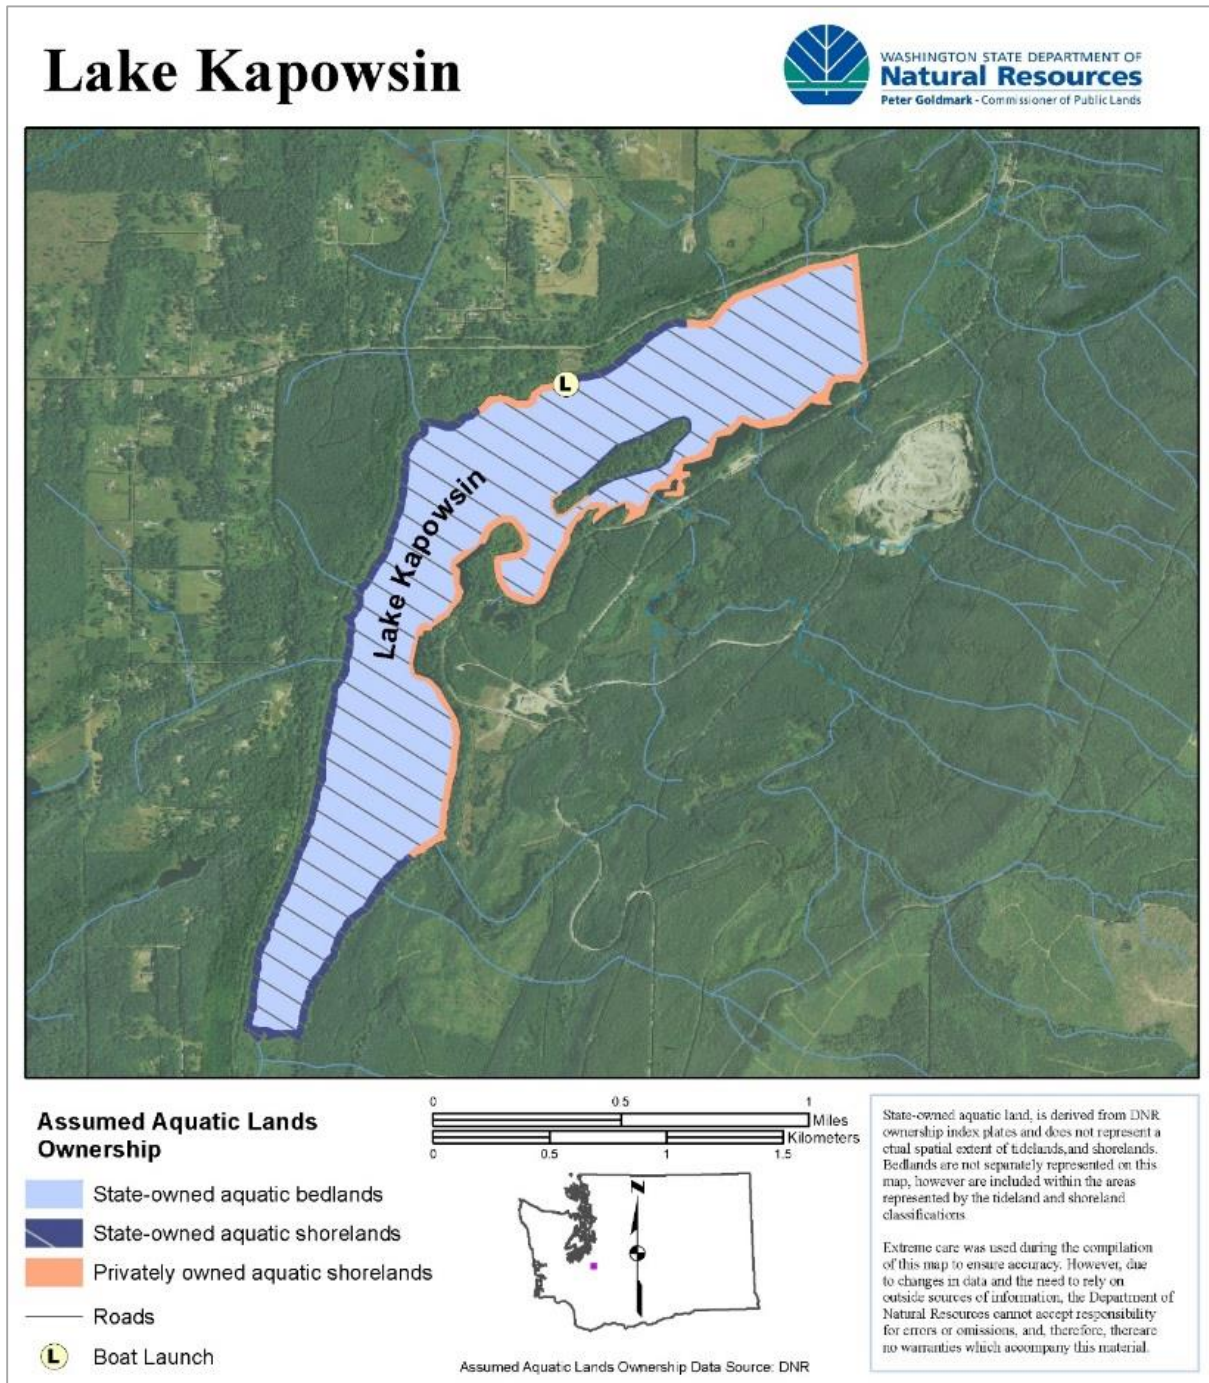 Lake Kapowsin
WASHINGTON STATE DEPARTMENT OF
Natural Resources
Peter Goldmark - Commissioner of Public Lands
L
Lake Kapowsin
Assumed Aquatic Lands
Ownership
State-owned aquatic bedlands
State-owned aquatic shorelands
Privately owned aquatic shorelands
Roads
L Boat Launch
0 0.5 1
Miles
Kilometers
0 0.5 1 1.5
N
Assumed Aquatic Lands Ownership Data Source: DNR
State-owned aquatic land, is derived from DNR
ownership index plates and does not represent a
ctual spatial extent of tidelands,and shorelands.
Bedlands are not separately represented on this
map, however are included within the areas
represented by the tideland and shoreland
classifications.
Extreme care was used during the compilation
of this map to ensure accuracy. However, due
to changes in data and the need to rely on
outside sources of information, the Department of
Natural Resources cannot accept responsibility
for errors or omissions, and, therefore, thereare
no warranties which accompany this material.